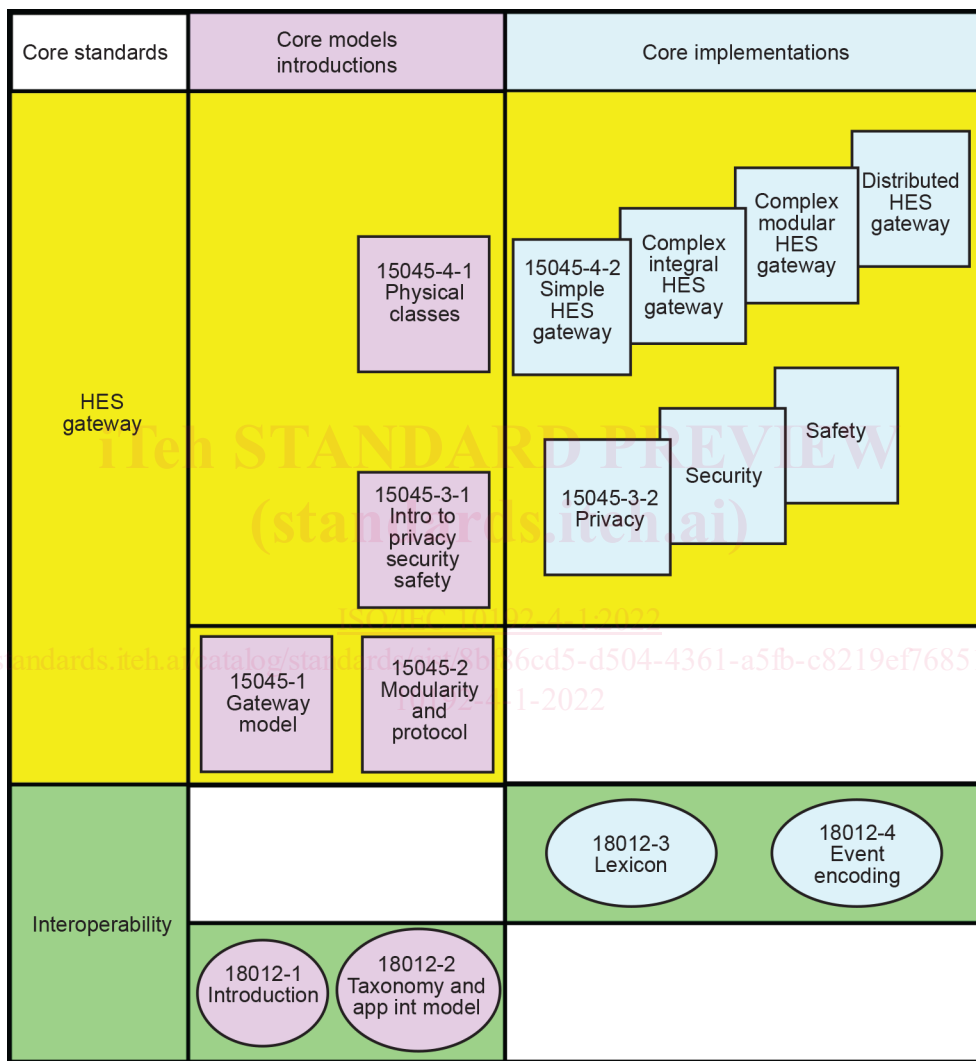 Core standards
Core models
introductions
Core implementations
HES
gateway
15045-4-1
Physical
classes
15045-4-2
Simple
HES
gateway
Complex
integral
HES
gateway
Complex
modular
HES
gateway
Distributed
HES
gateway
15045-3-1
Intro to
privacy
security
safety
15045-3-2
Privacy
Security
Safety
iTeh STANDARD PREVIEW
(standards.iteh.ai)
ISO/IEC 10192-4-1:2022
15045-1
Gateway
model
15045-2
Modularity
and
protocol
10192-4-1-2022
Interoperability
18012-3
Lexicon
18012-4
Event
encoding
18012-1
Introduction
18012-2
Taxonomy and
app int model